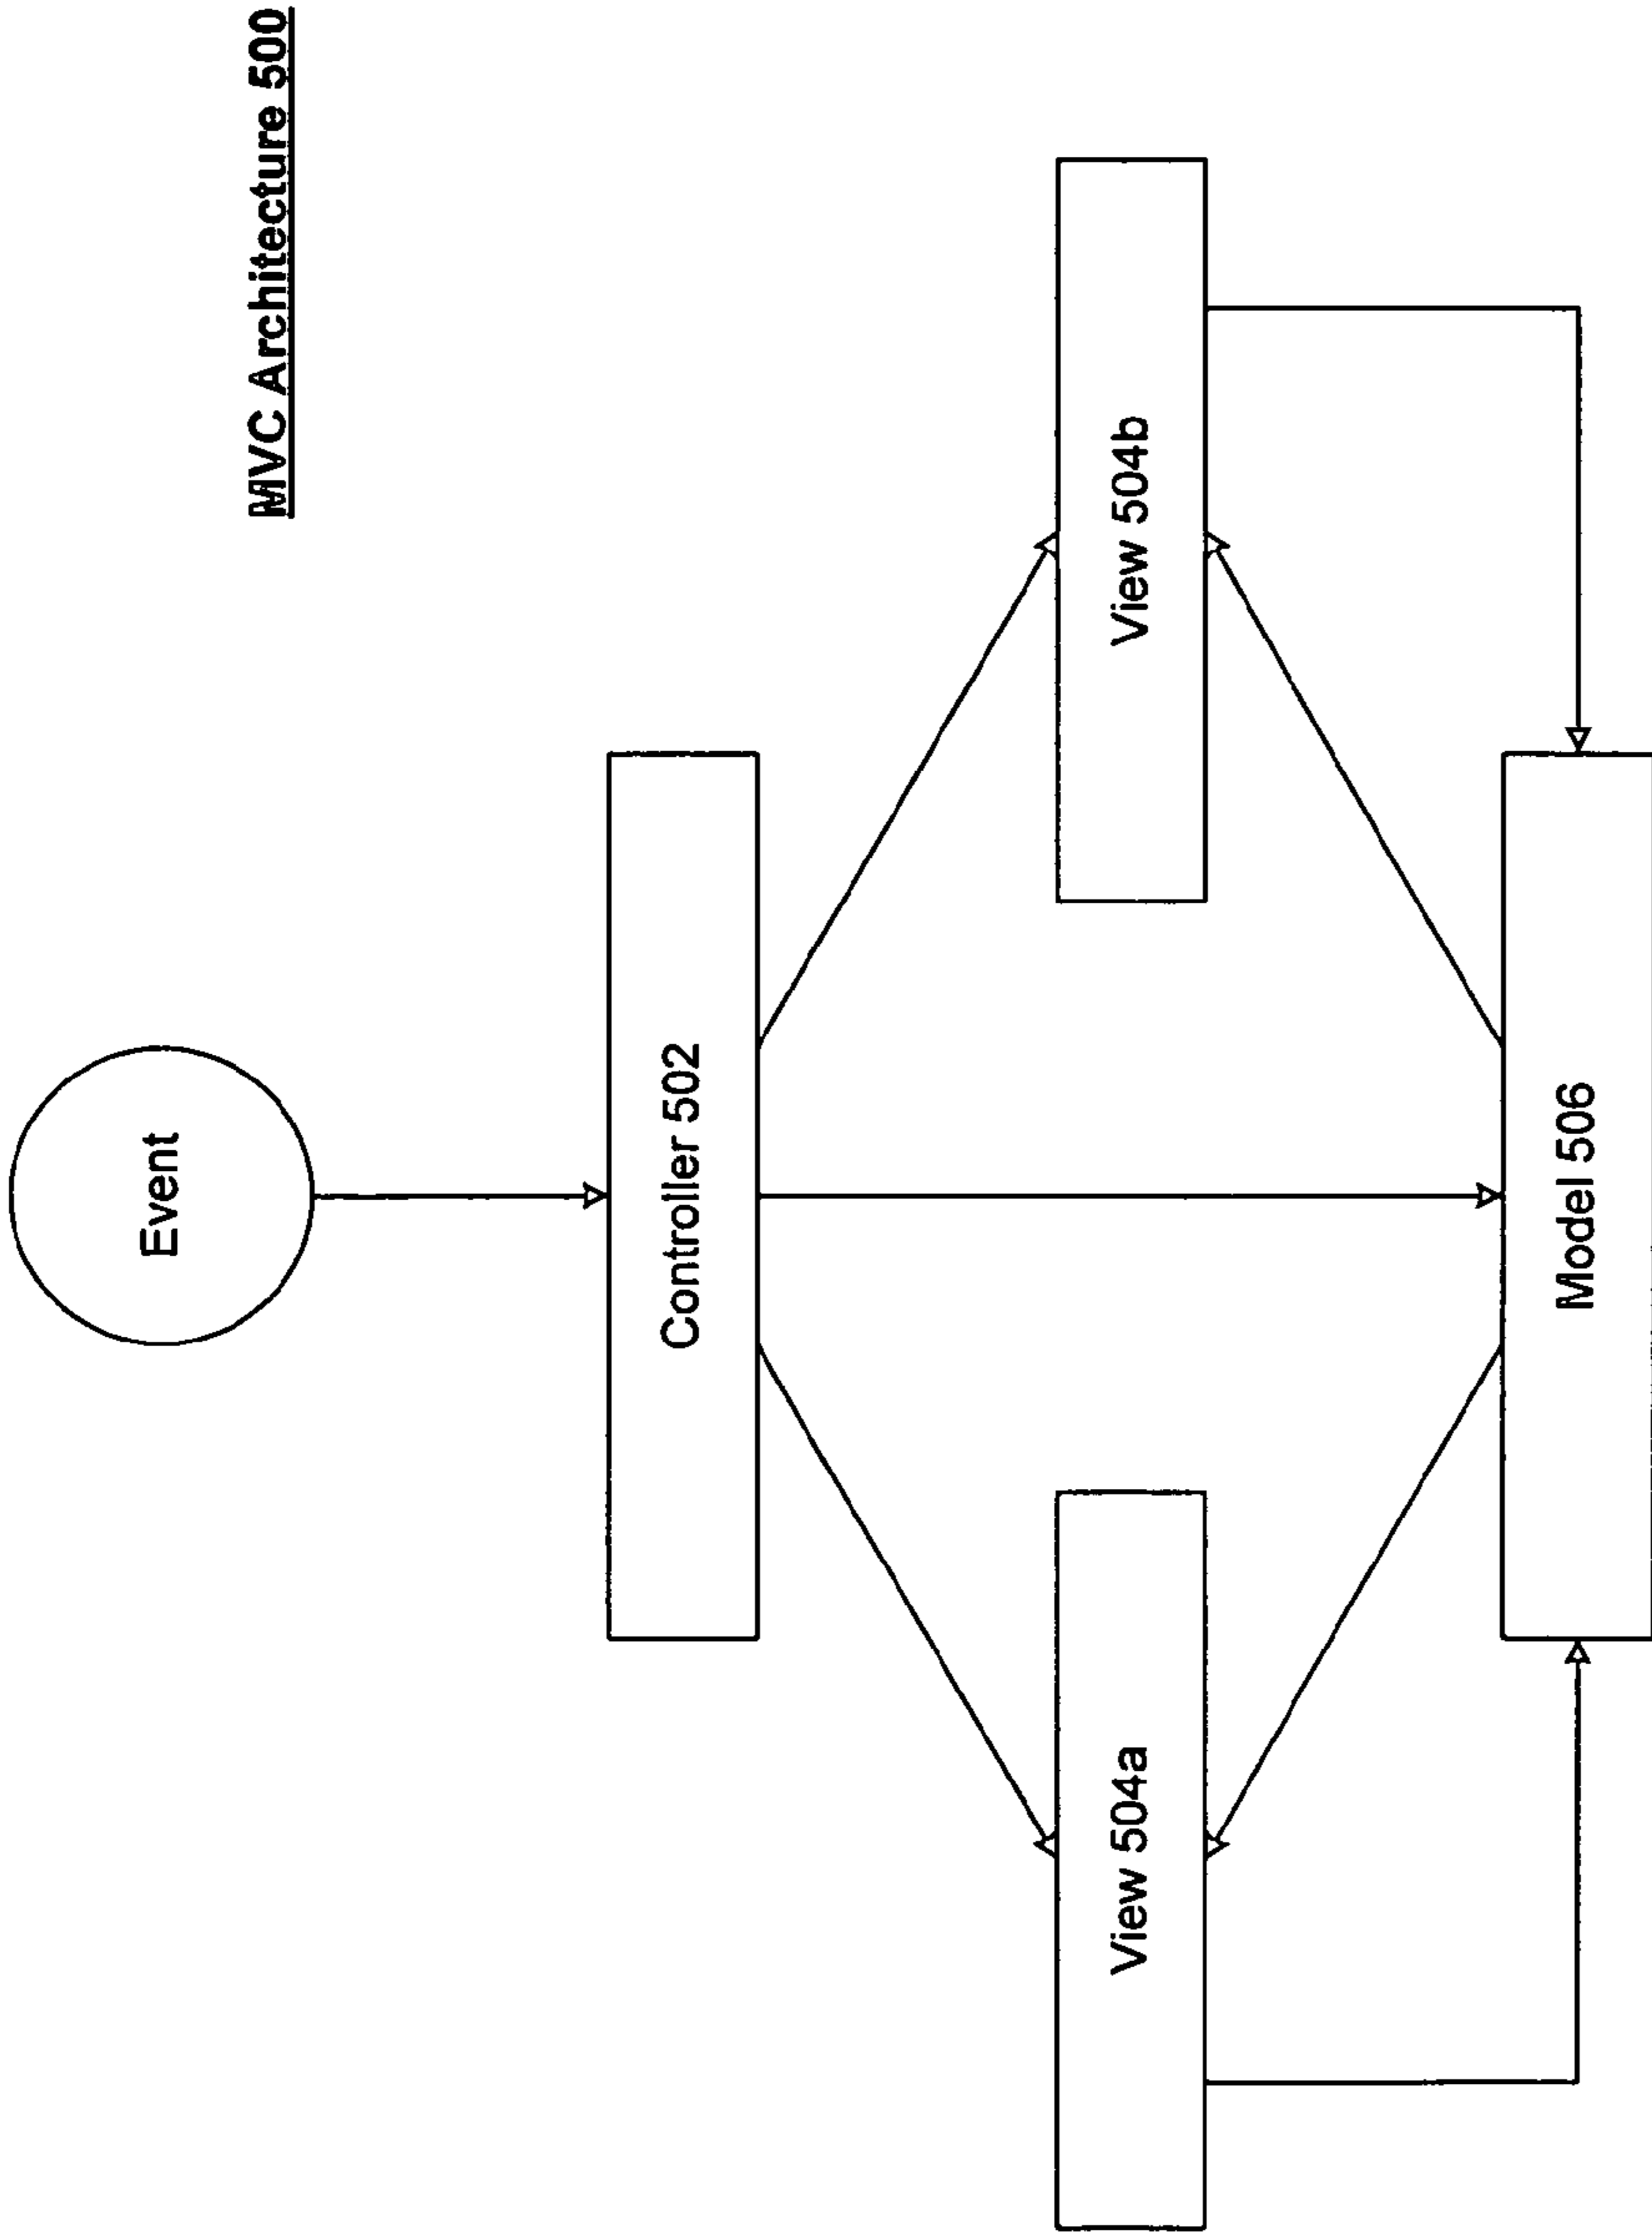 MVC Architecture 500
Event
Controller 502
View 504a
View 504b
Model 506